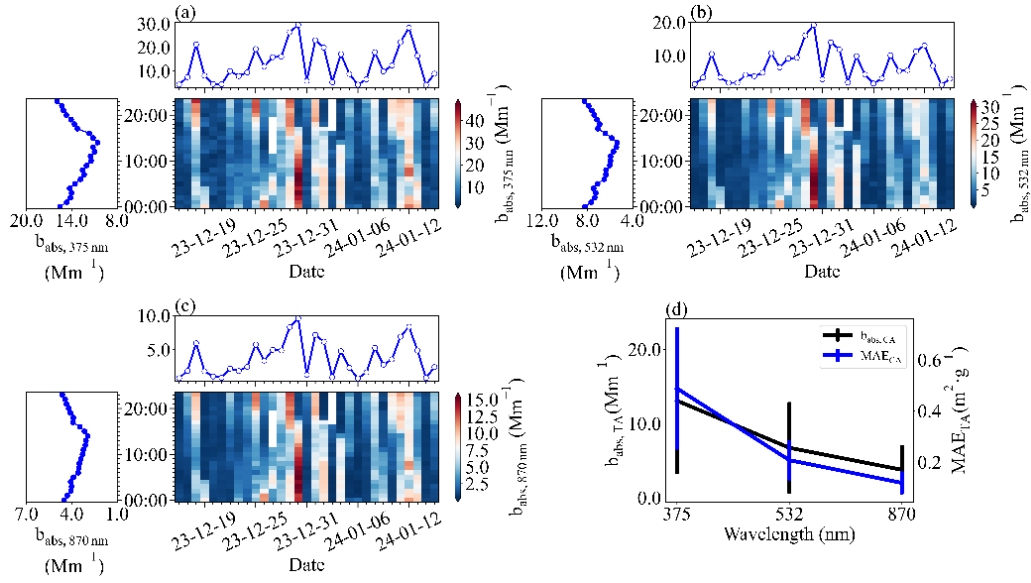 (a)
30.0
20.0
10.0
20:00
10:00
00:00
20.0 14.0 8.0
b_abs, 375 nm
(Mm⁻¹)
23-12-19
23-12-25
23-12-31
24-01-06
24-01-12
Date
40
30
20
10
b_abs, 375 nm (Mm⁻¹)
(b)
20.0
10.0
20:00
10:00
00:00
12.0 8.0 4.0
b_abs, 532nm
(Mm⁻¹)
23-12-19
23-12-25
23-12-31
24-01-06
24-01-12
Date
30
25
20
15
10
5
b_abs, 532 nm (Mm⁻¹)
(c)
10.0
5.0
20:00
10:00
00:00
7.0 4.0 1.0
b_abs, 870 nm
(Mm⁻¹)
23-12-19
23-12-25
23-12-31
24-01-06
24-01-12
Date
15.0
12.5
10.0
7.5
5.0
2.5
b_abs, 870 nm (Mm⁻¹)
(d)
b_abs, CA
MAE_CA
20.0
10.0
0.0
b_abs, TA (Mm⁻¹)
0.6
0.4
0.2
MAE_TA (m²·g⁻¹)
375 532 870
Wavelength (nm)